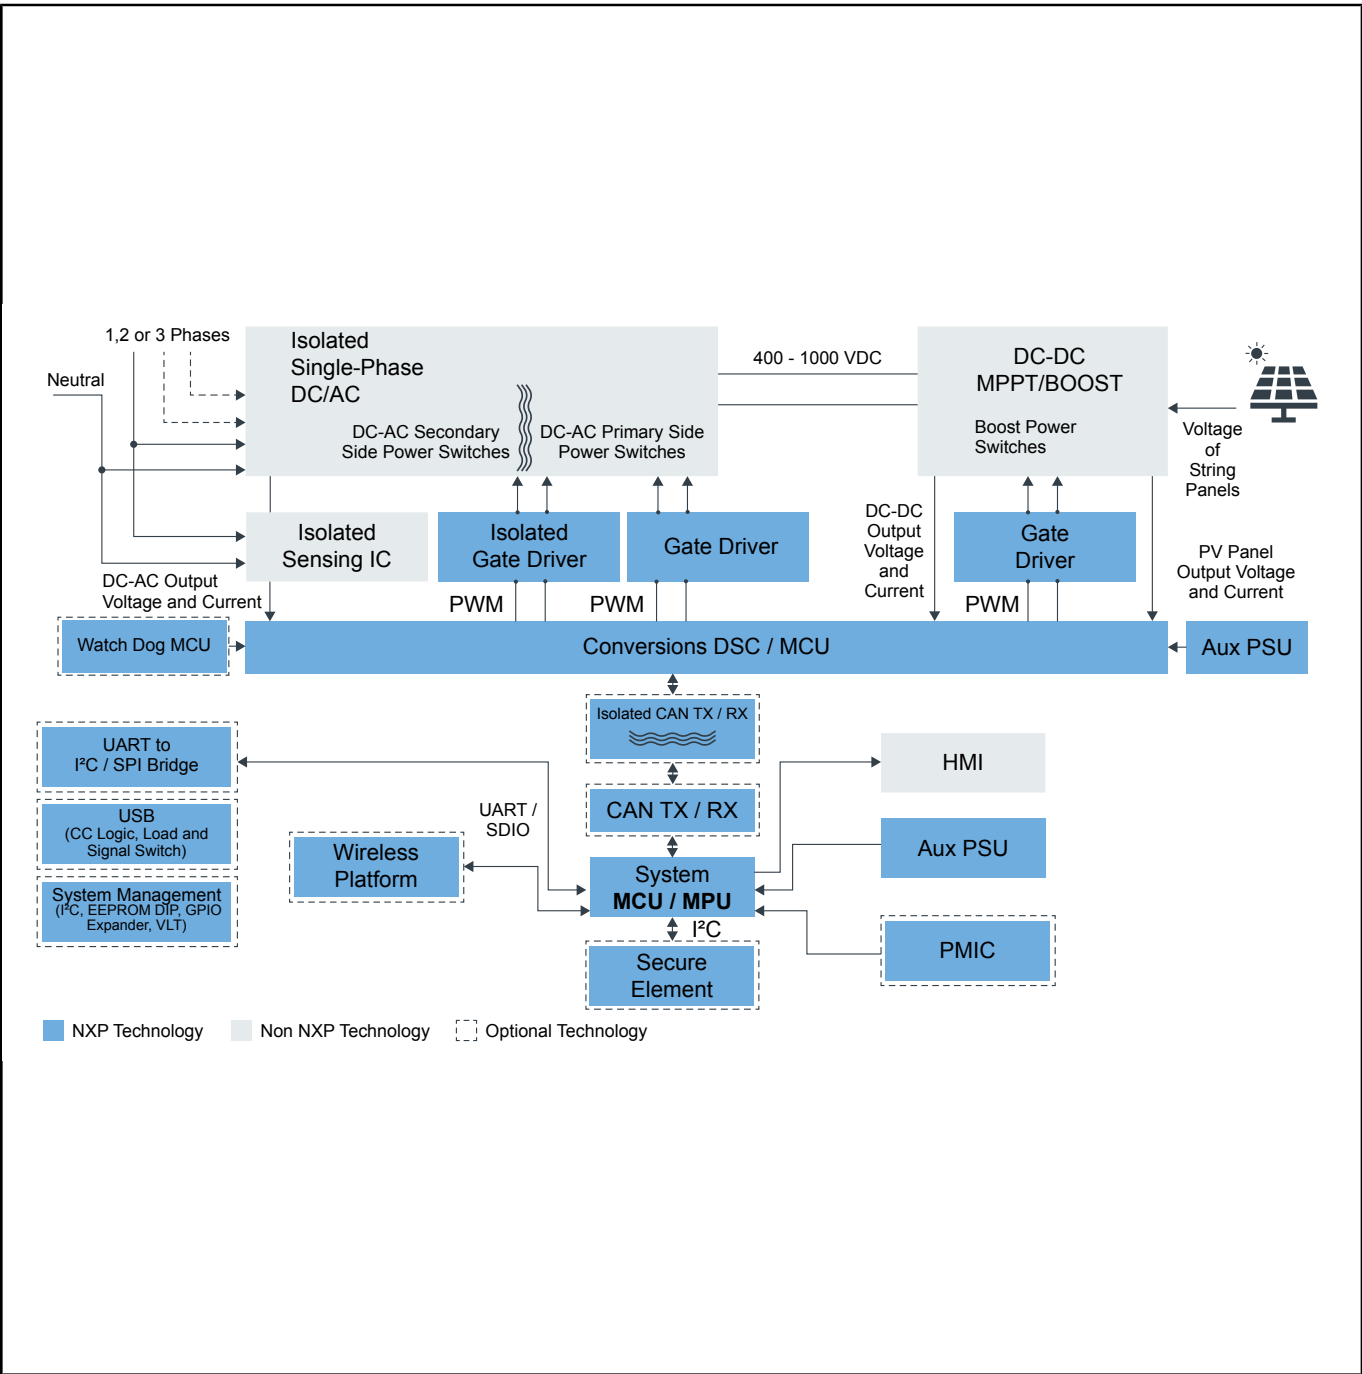 1,2 or 3 Phases
Neutral
Isolated
Single-Phase
DC/AC
DC-AC Secondary
Side Power Switches
DC-AC Primary Side
Power Switches
400 - 1000 VDC
DC-DC
MPPT/BOOST
Boost Power
Switches
Voltage
of
String
Panels
Isolated
Sensing IC
Isolated
Gate Driver
Gate Driver
DC-DC
Output
Voltage
and
Current
Gate
Driver
PV Panel
Output Voltage
and Current
DC-AC Output
Voltage and Current
PWM
PWM
PWM
Watch Dog MCU
Conversions DSC / MCU
Aux PSU
Isolated CAN TX / RX
UART to
I²C / SPI Bridge
HMI
USB
(CC Logic, Load and
Signal Switch)
UART /
SDIO
CAN TX / RX
Wireless
Platform
Aux PSU
System
MCU / MPU
System Management
(I²C, EEPROM DIP, GPIO
Expander, VLT)
I²C
PMIC
Secure
Element
NXP Technology
Non NXP Technology
Optional Technology